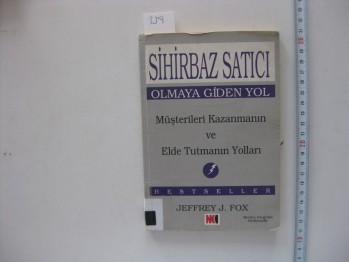 SİHİRBAZ SATICI
OLMAYA GİDEN YOL
Müşterileri Kazanmanın
ve
Elde Tutmanın Yolları
BESTSELLER
JEFFREY J. FOX